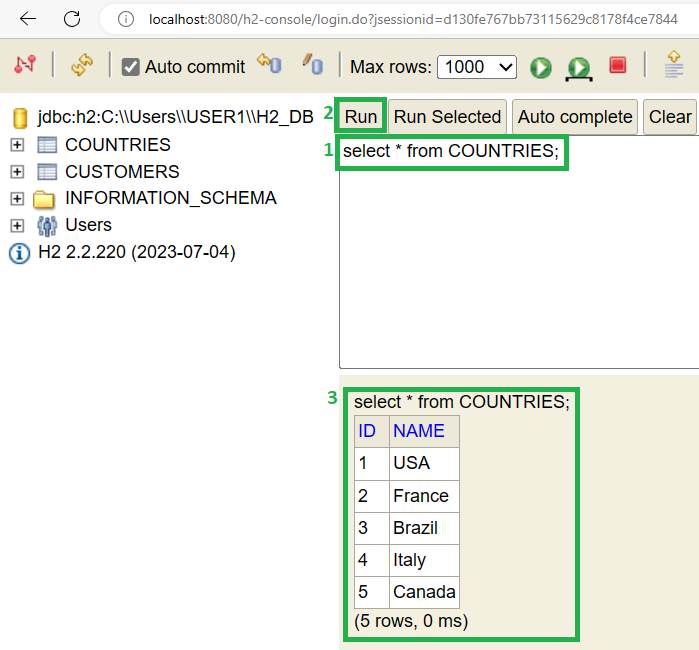 localhost:8080/h2-console/login.do?jsessionid=d130fe767bb73115629c8178f4ce7844
Auto commit Max rows: 1000
jdbc:h2:C:\\Users\\USER1\\H2_DB
COUNTRIES
CUSTOMERS
INFORMATION_SCHEMA
Users
H2 2.2.220 (2023-07-04)
2 Run Run Selected Auto complete Clear
1 select * from COUNTRIES;
3 select * from COUNTRIES;
ID NAME
1 USA
2 France
3 Brazil
4 Italy
5 Canada
(5 rows, 0 ms)